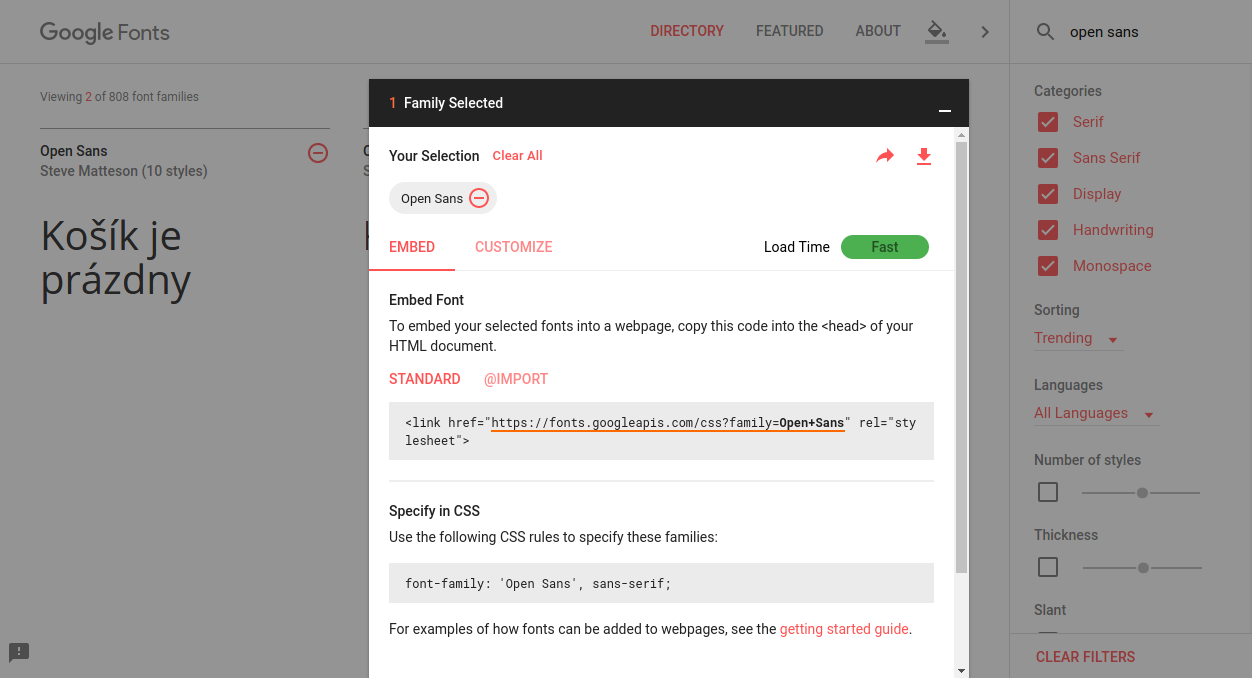 Google Fonts
DIRECTORY
FEATURED
ABOUT
open sans
Viewing 2 of 808 font families
Open Sans
Steve Matteson (10 styles)
Košík je
prázdny
1 Family Selected
Your Selection
Clear All
Open Sans
EMBED
CUSTOMIZE
Load Time
Fast
Embed Font
To embed your selected fonts into a webpage, copy this code into the <head> of your
HTML document.
STANDARD
@IMPORT
<link href="https://fonts.googleapis.com/css?family=Open+Sans" rel="sty
lesheet">
Specify in CSS
Use the following CSS rules to specify these families:
font-family: 'Open Sans', sans-serif;
For examples of how fonts can be added to webpages, see the getting started guide.
Categories
Serif
Sans Serif
Display
Handwriting
Monospace
Sorting
Trending
Languages
All Languages
Number of styles
Thickness
Slant
CLEAR FILTERS